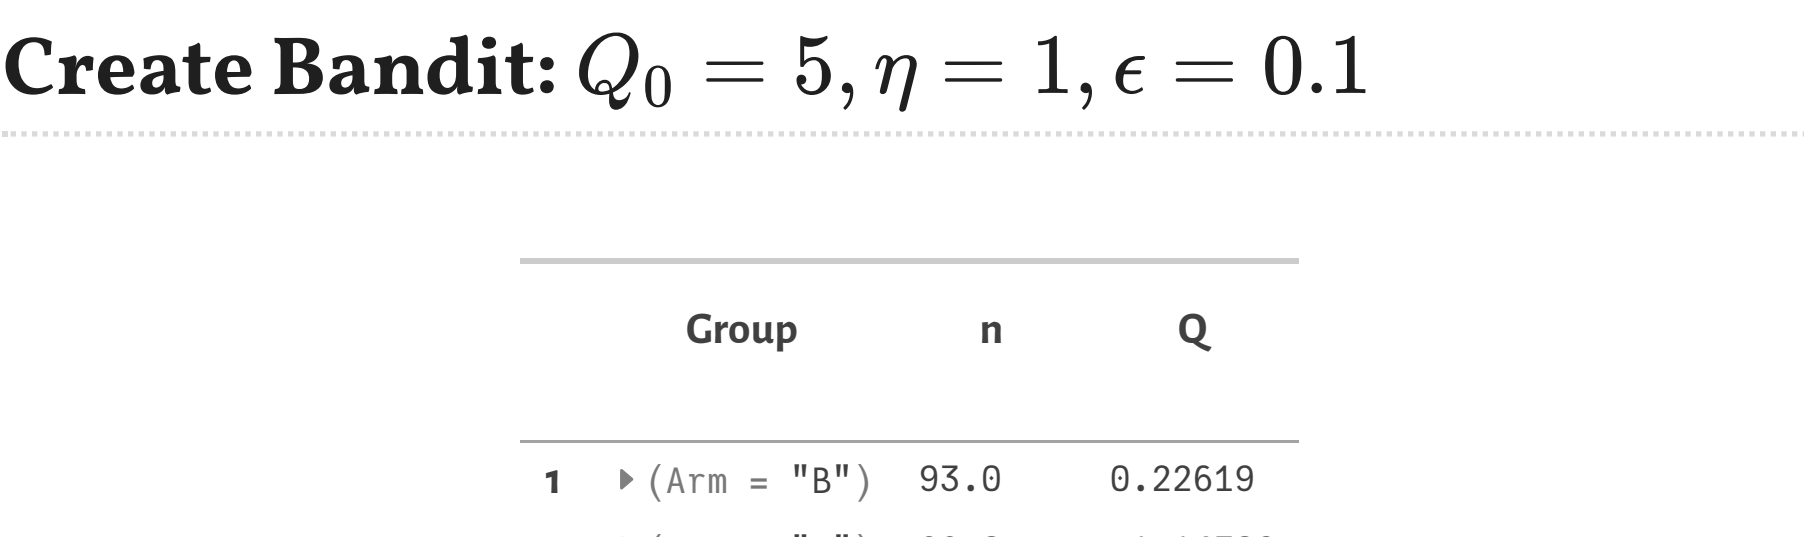 Create Bandit: Q₀ = 5, η = 1, ϵ = 0.1
Group n Q
1 (Arm = "B") 93.0 0.22619